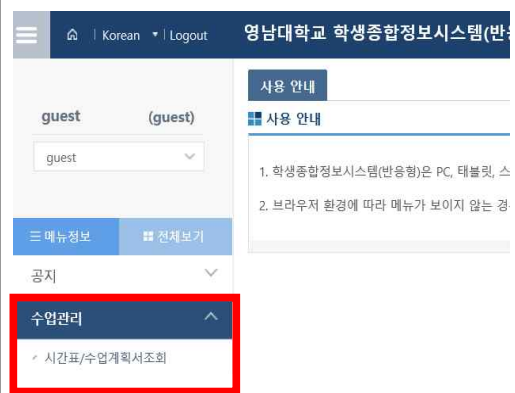 Korean Logout 영남대학교 학생종합정보시스템(반
사용 안내
guest (guest)
사용 안내
guest
1. 학생종합정보시스템(반응형)은 PC, 태블릿, 스
2. 브라우저 환경에 따라 메뉴가 보이지 않는 경
메뉴정보 전체보기
공지
수업관리
시간표/수업계획서조회